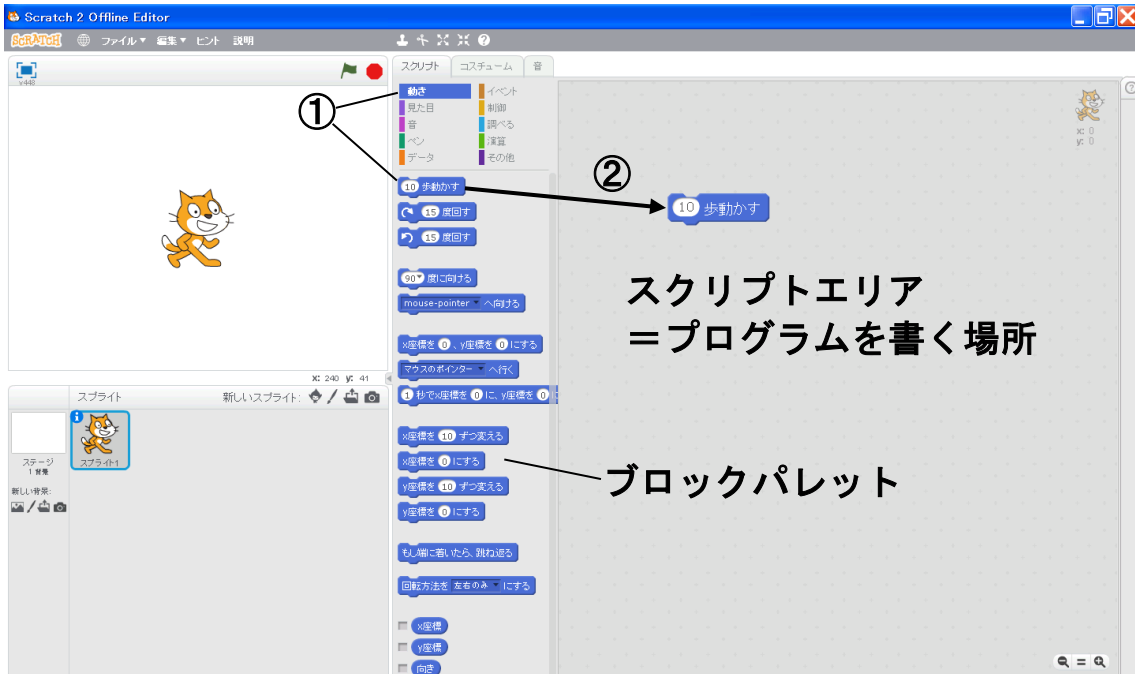 Scratch 2 Offline Editor
SCRATCH ファイル▼ 編集▼ ヒント 説明
v448
スクリプト コスチューム 音
動き イベント
見た目 制御
音 調べる
ペン 演算
データ その他
①
②
10 歩動かす
15 度回す
15 度回す
90▼ 度に向ける
mouse-pointer へ向ける
x座標を 0 、y座標を 0 にする
マウスのポインター へ行く
1 秒でx座標を 0 に、y座標を 0 に
x座標を 10 ずつ変える
x座標を 0 にする
y座標を 10 ずつ変える
y座標を 0 にする
もし端に着いたら、跳ね返る
回転方法を 左右のみ にする
x座標
y座標
向き
10 歩動かす
x: 0
y: 0
スクリプトエリア
＝プログラムを書く場所
ブロックパレット
X: 240 y: 41
スプライト 新しいスプライト:
ステージ
1 背景
新しい背景:
スプライト1